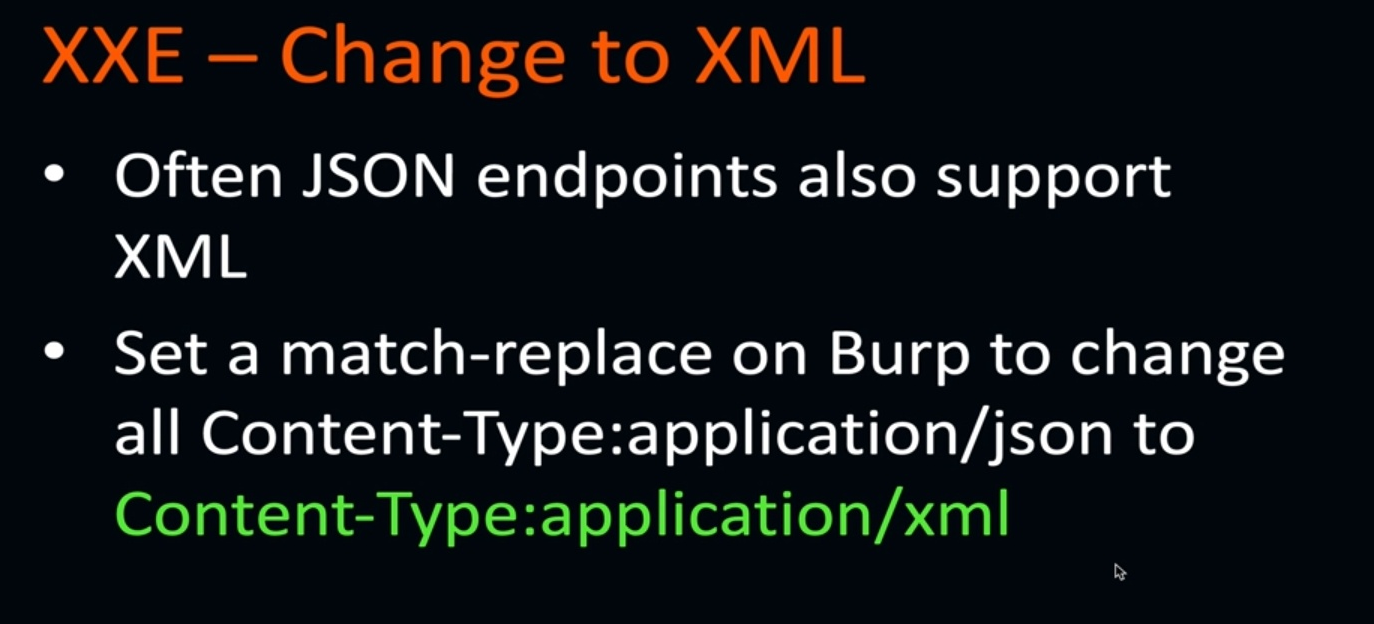 XXE – Change to XML
• Often JSON endpoints also support
XML
• Set a match-replace on Burp to change
all Content-Type:application/json to
Content-Type:application/xml